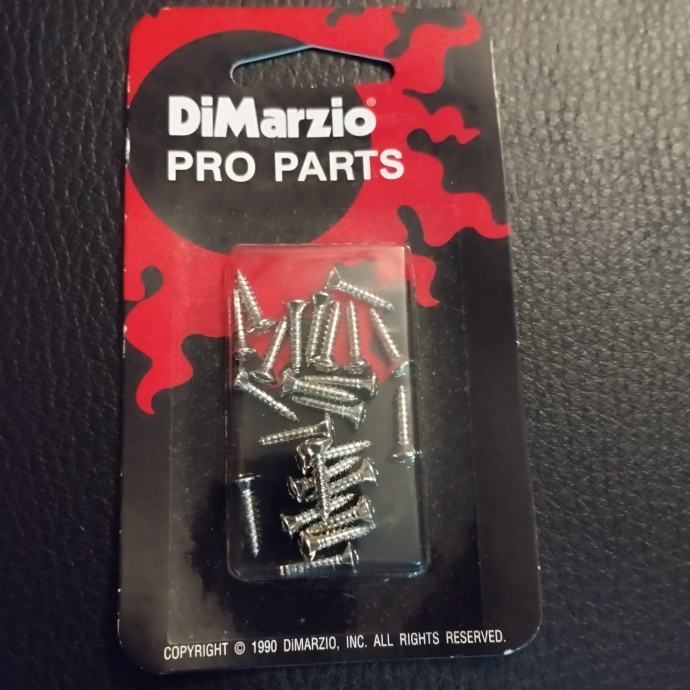 DiMarzio®
PRO PARTS
COPYRIGHT © 1990 DiMARZIO, INC. ALL RIGHTS RESERVED.